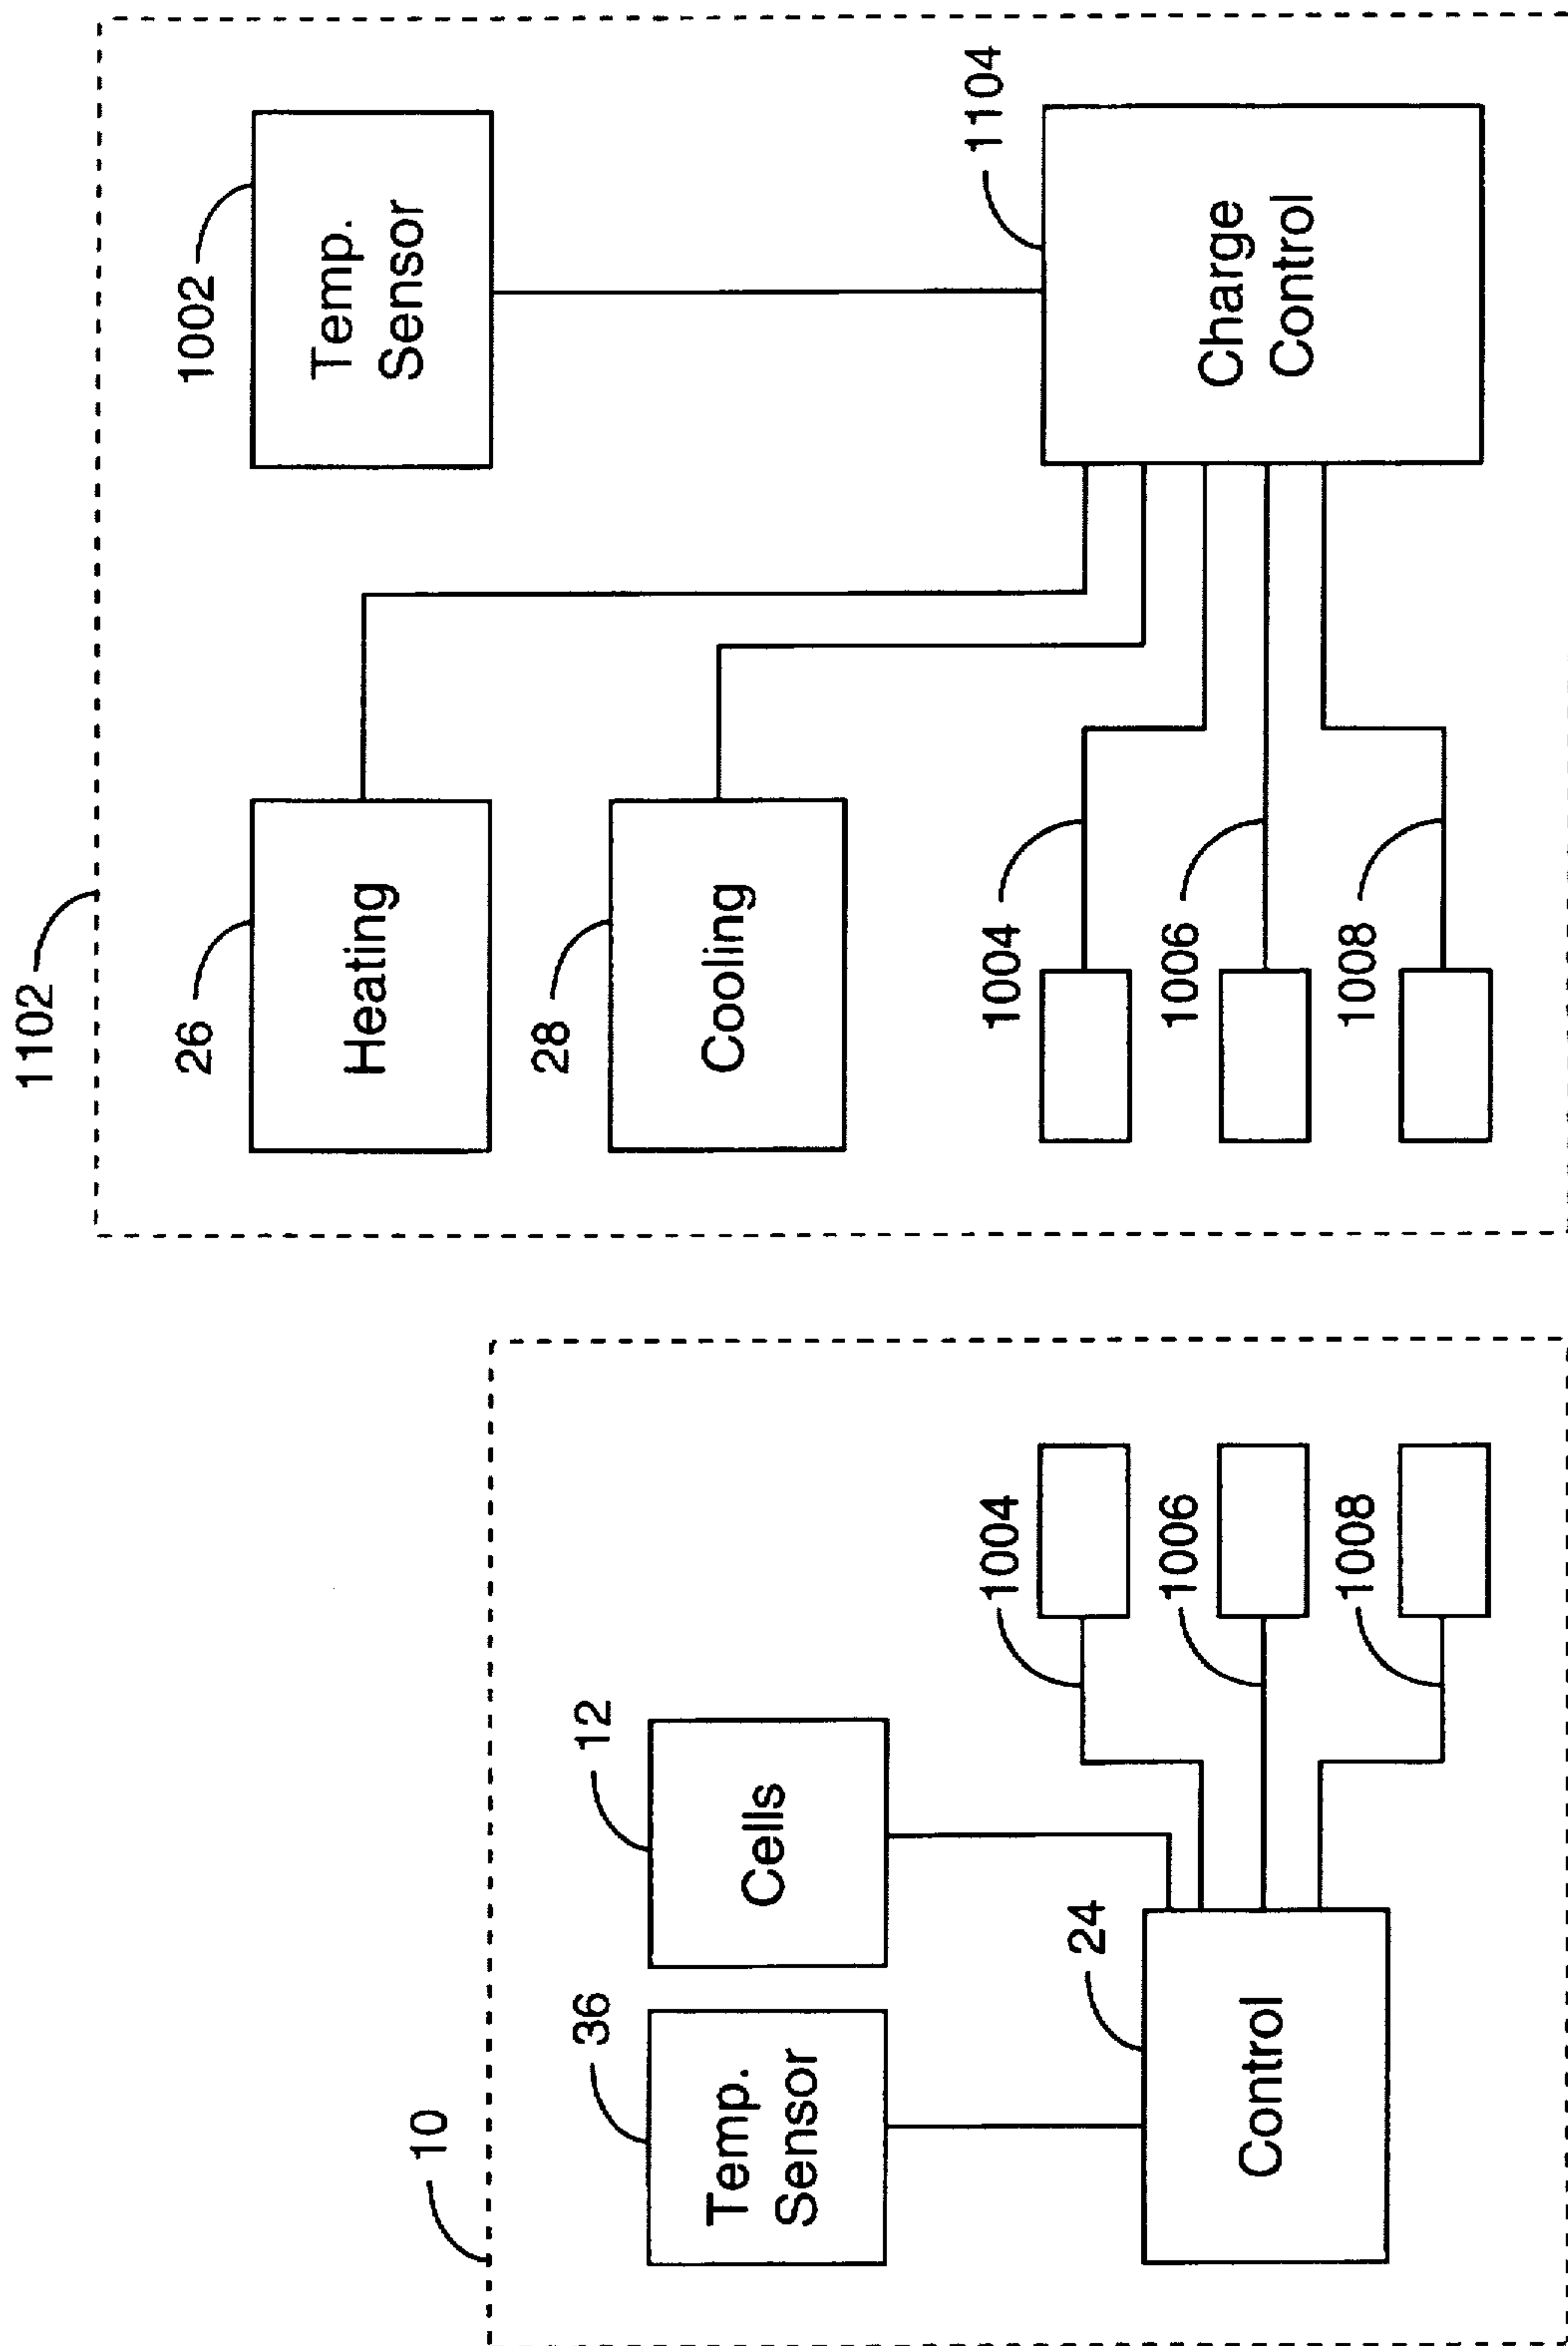 10
36
Temp.
Sensor
12
Cells
24
Control
1004
1006
1008
1102
26
Heating
28
Cooling
1002
Temp.
Sensor
1004
1006
1008
1104
Charge
Control